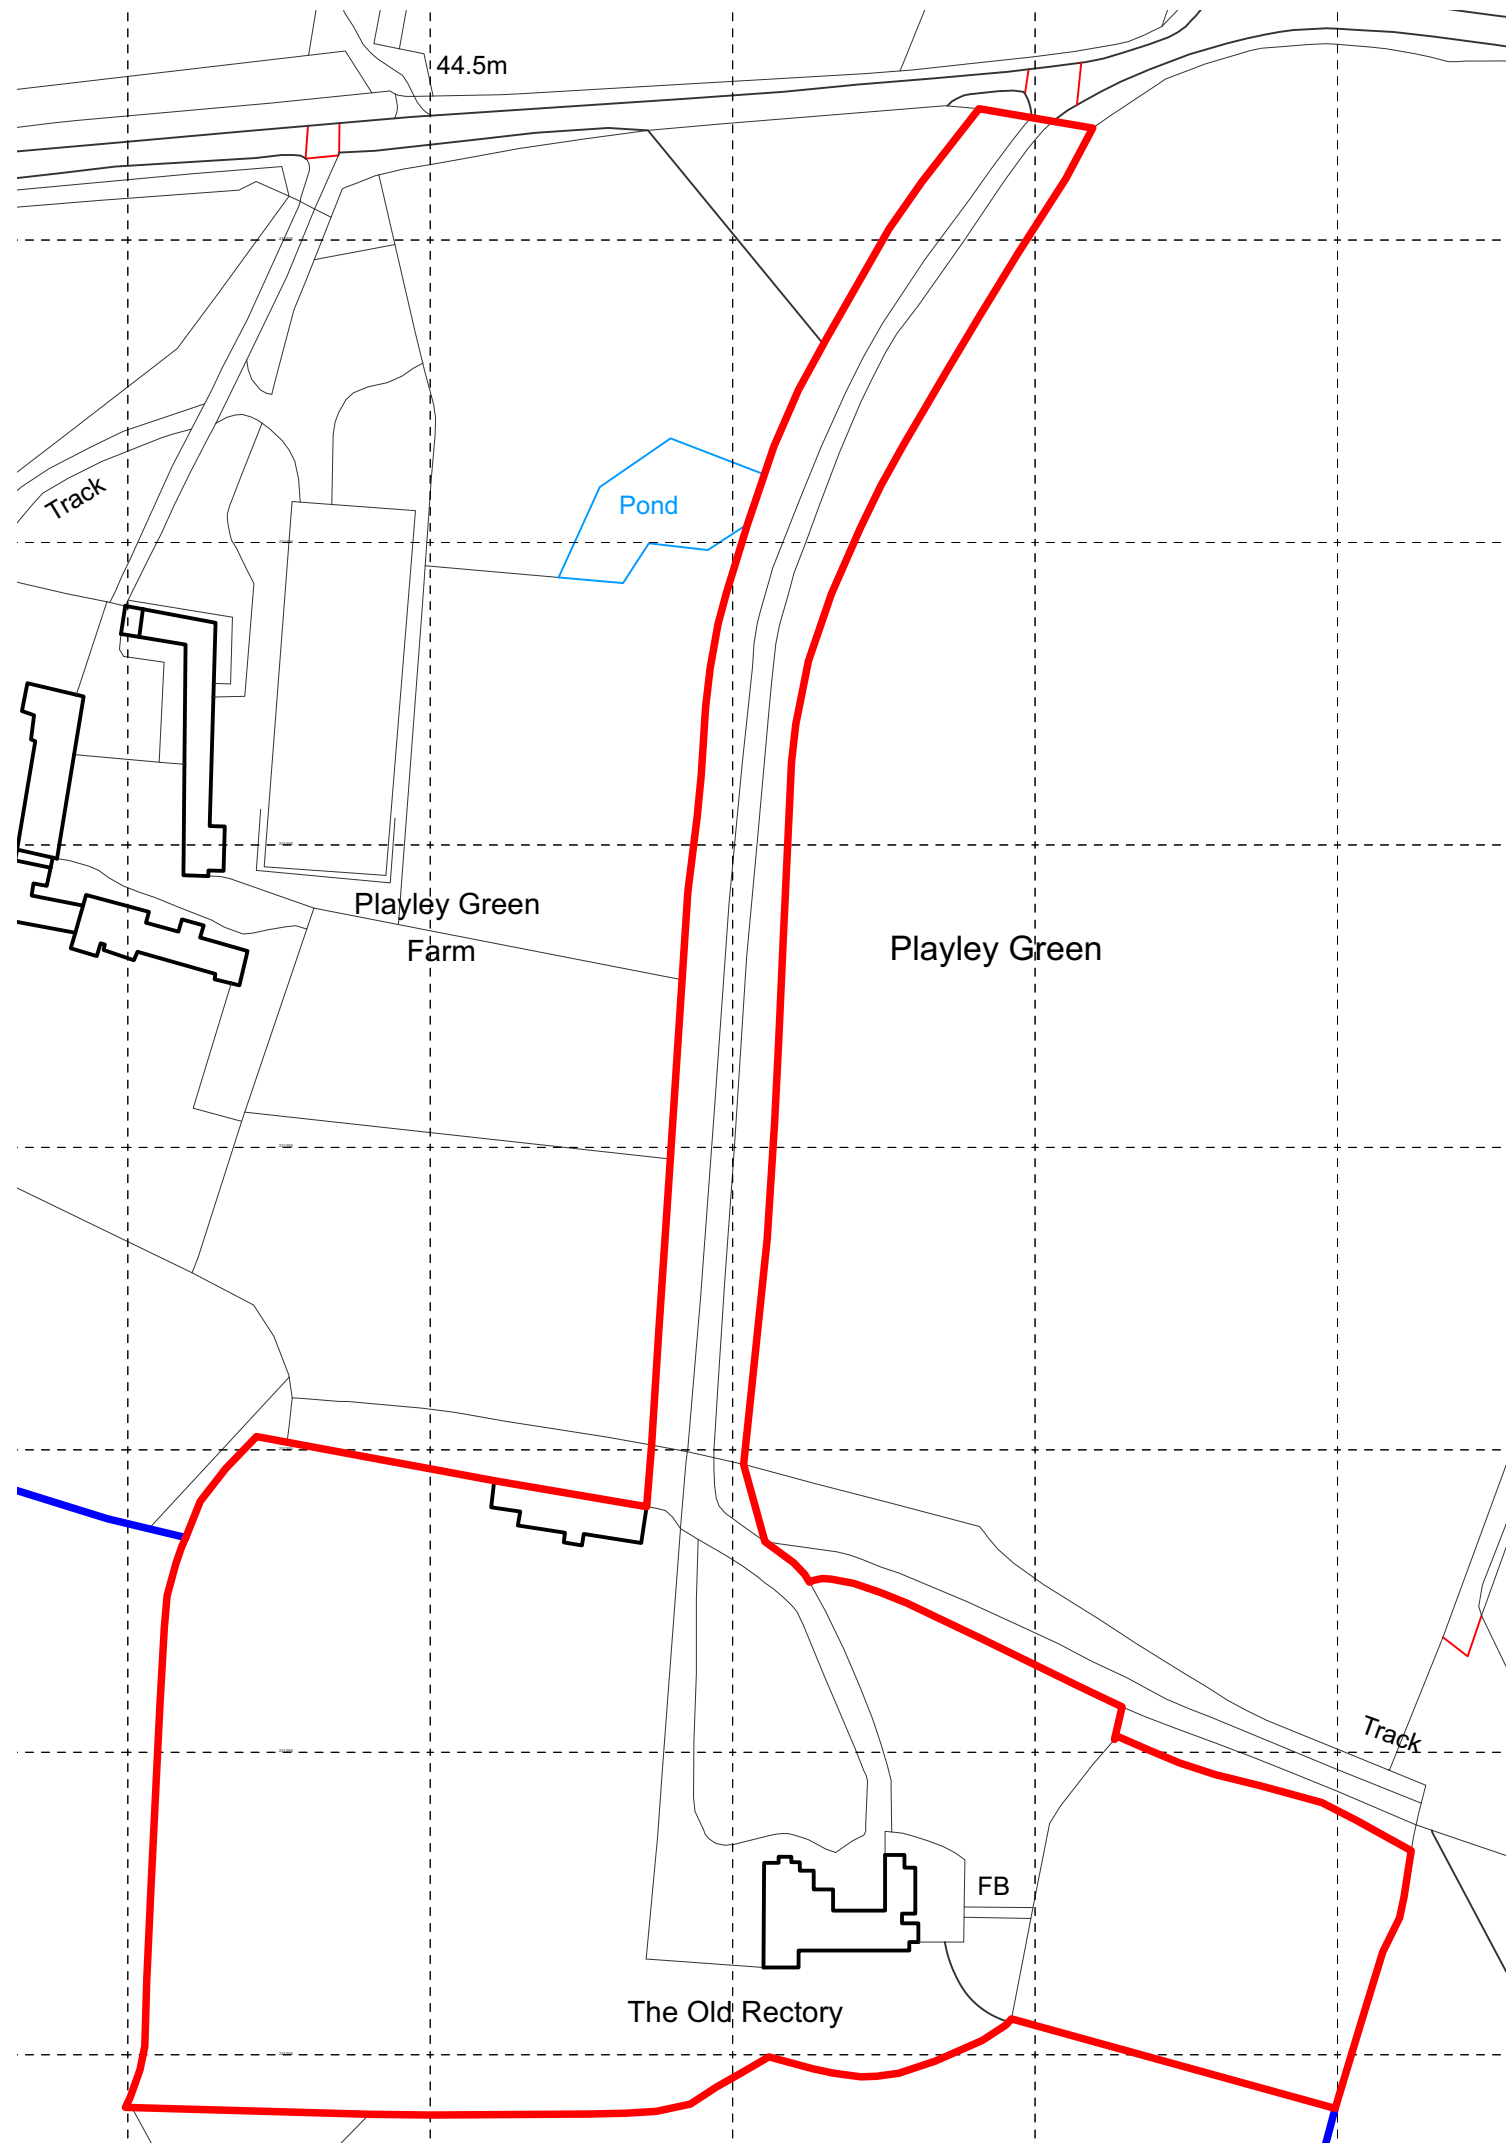 44.5m
Track
Pond
Playley Green
Farm
Playley Green
Track
FB
The Old Rectory